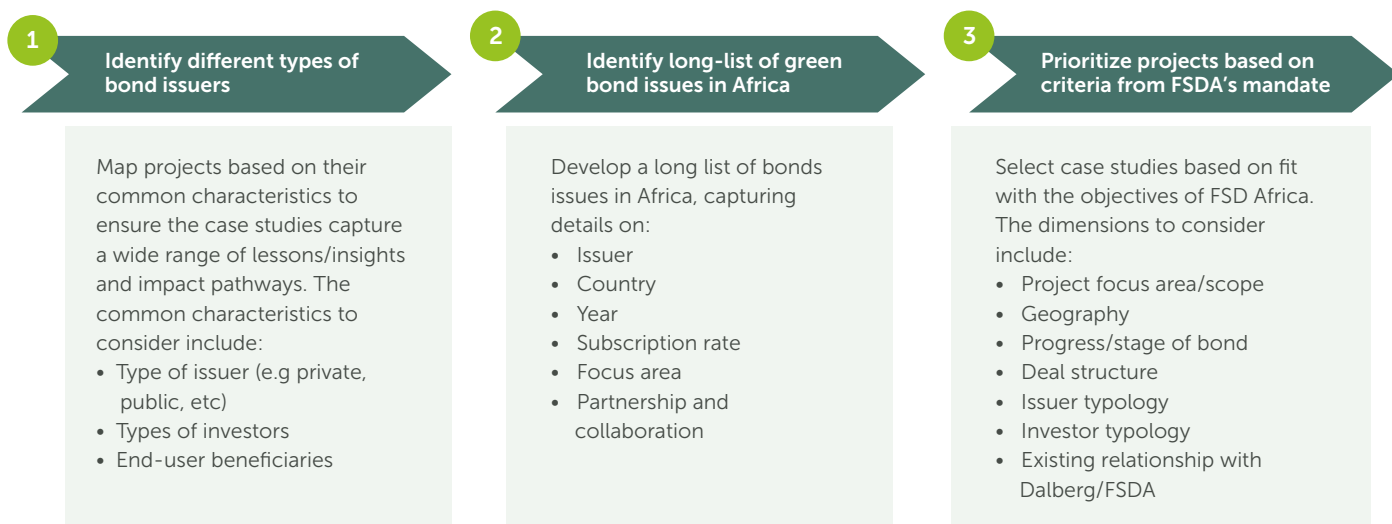 1
Identify different types of
bond issuers
Map projects based on their
common characteristics to
ensure the case studies capture
a wide range of lessons/insights
and impact pathways. The
common characteristics to
consider include:
• Type of issuer (e.g private,
public, etc)
• Types of investors
• End-user beneficiaries
2
Identify long-list of green
bond issues in Africa
Develop a long list of bonds
issues in Africa, capturing
details on:
• Issuer
• Country
• Year
• Subscription rate
• Focus area
• Partnership and
collaboration
3
Prioritize projects based on
criteria from FSDA's mandate
Select case studies based on fit
with the objectives of FSD Africa.
The dimensions to consider
include:
• Project focus area/scope
• Geography
• Progress/stage of bond
• Deal structure
• Issuer typology
• Investor typology
• Existing relationship with
Dalberg/FSDA